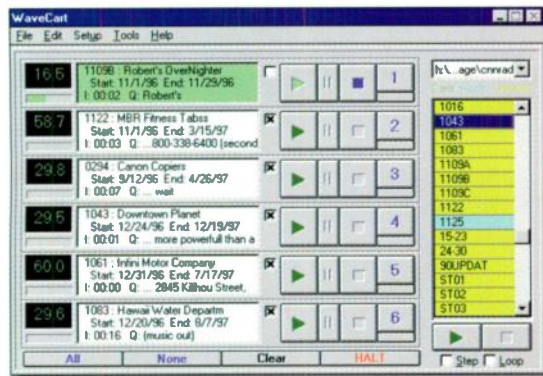 WaveCart
File Edit Setup Tools Help
16.5
1109B : Robert's OverNighter
Start: 11/1/96 End: 11/29/96
I: 00:02 Q: Robert's
1
58.7
1122 : MBR Fitness Tabss
Start: 11/1/96 End: 3/15/97
I: 00:03 Q: ...800-338-6400 (second
2
29.8
0294 : Canon Copiers
Start: 9/12/96 End: 4/26/97
I: 00:07 Q: ... wait
3
29.5
1043 : Downtown Planet
Start: 12/24/96 End: 12/19/97
I: 00:01 Q: ... more powerfull than a
4
60.0
1061 : Infini Motor Company
Start: 12/31/96 End: 7/17/97
I: 00:00 Q: ... 2845 Kilihou Street,
5
29.6
1083 : Hawaii Water Departm
Start: 12/20/96 End: 8/7/97
I: 00:16 Q: (music out)
6
All None Clear HALT
h:\...age\cnnrad
1016
1043
1061
1083
1109A
1109B
1109C
1122
1125
15-23
24-30
90UPDAT
ST01
ST02
ST03
Step Loop